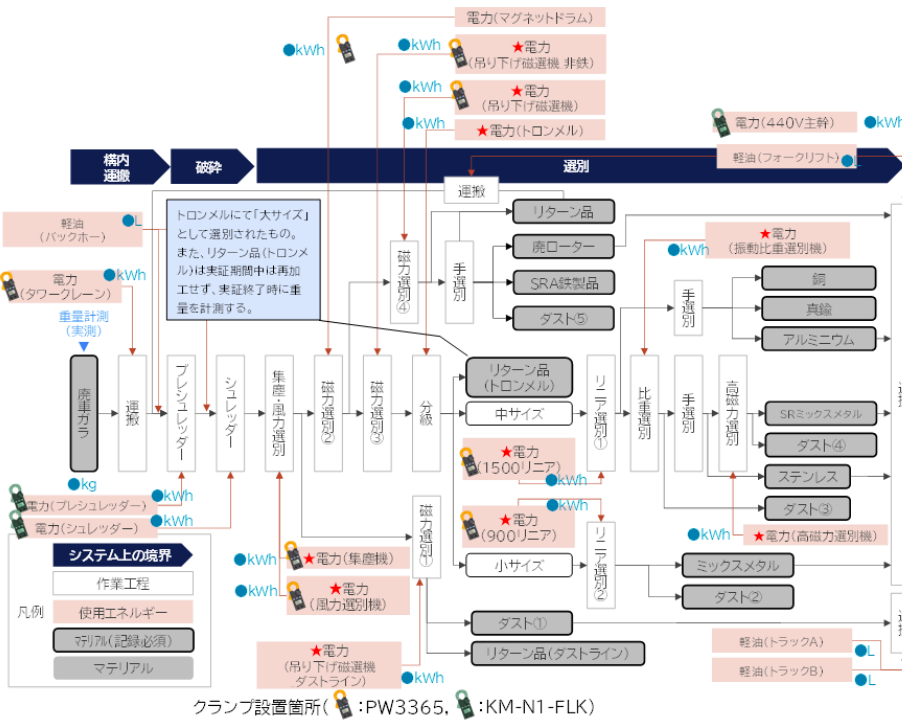 電力(マグネットドラム)
●kWh
●kWh
★電力
(吊り下げ磁選機 非鉄)
●kWh
★電力
(吊り下げ磁選機)
●kWh
★電力(トロンメル)
電力(440V主幹)
●kWh
軽油(フォークリフト)
●L
構内
運搬
破砕
選別
運搬
軽油
(バックホー)
●L
トロンメルにて「大サイズ」
として選別されたもの。
また、リターン品(トロンメ
ル)は実証期間中は再加
工せず、実証終了時に重
量を計測する。
電力
(タワークレーン)
●kWh
重量計測
(実測)
磁力選別④
手選別
リターン品
廃ローター
SRA鉄製品
ダスト⑤
★電力
(振動比重選別機)
●kWh
手選別
銅
真鍮
アルミニウム
廃車ガラ
運搬
プレシュレッダー
シュレッダー
集塵・風力選別
磁力選別②
磁力選別③
分級
リターン品
(トロンメル)
中サイズ
リニア選別①
比重選別
手選別
高磁力選別
SRミックスメタル
ダスト④
ステンレス
ダスト③
●kg
★電力
(1500リニア)
●kWh
電力(プレシュレッダー)
●kWh
電力(シュレッダー)
●kWh
磁力選別①
★電力
(900リニア)
●kWh
リニア選別②
●kWh
★電力(高磁力選別機)
小サイズ
ミックスメタル
ダスト②
●kWh
★電力(集塵機)
●kWh
★電力
(風力選別機)
ダスト①
リターン品(ダストライン)
★電力
(吊り下げ磁選機
ダストライン)
●kWh
軽油(トラックA)
●L
軽油(トラックB)
●L
凡例
システム上の境界
作業工程
使用エネルギー
マテリアル(記録必須)
マテリアル
クランプ設置箇所( :PW3365, :KM-N1-FLK)